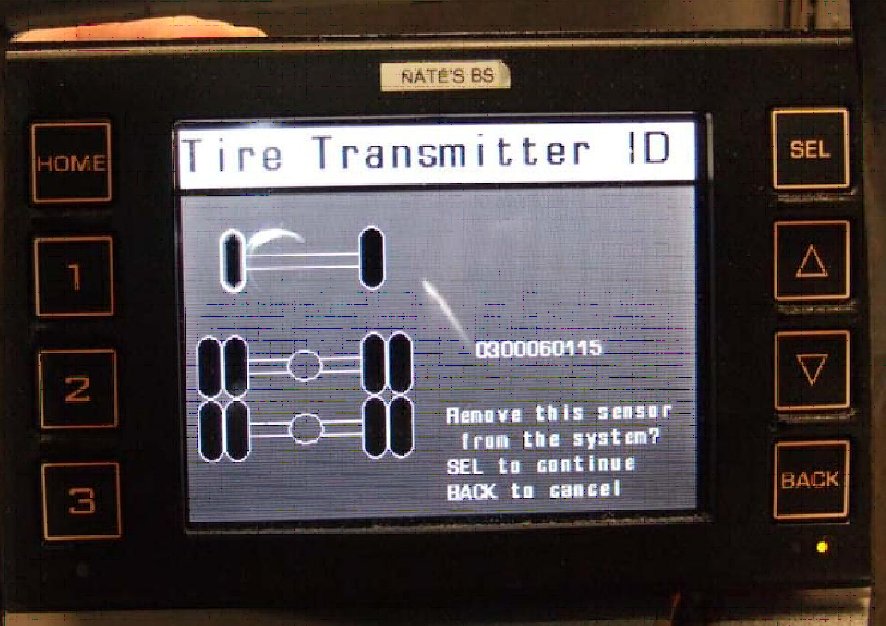 NATE'S BS
Tire Transmitter ID
HOME
1
2
3
SEL
BACK
0300060115
Remove this sensor
from the system?
SEL to continue
BACK to cancel